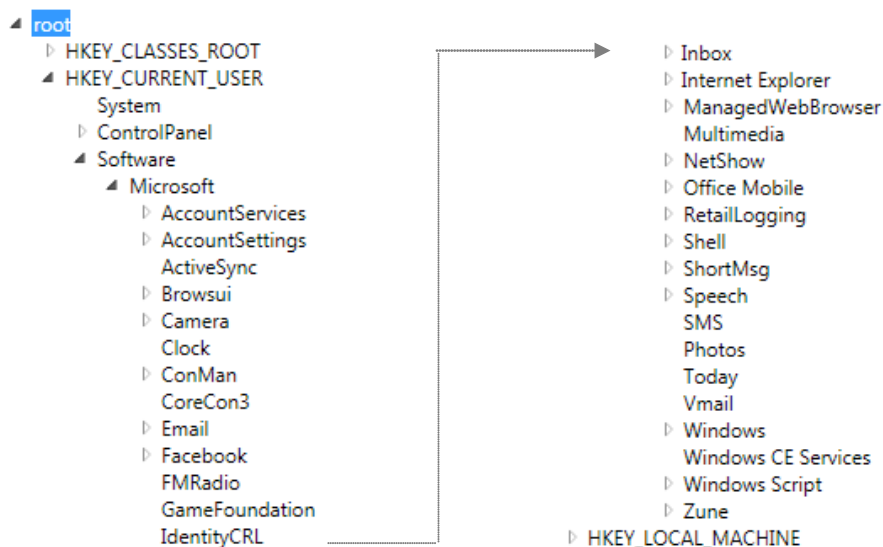 root
HKEY_CLASSES_ROOT
HKEY_CURRENT_USER
System
ControlPanel
Software
Microsoft
AccountServices
AccountSettings
ActiveSync
Browsui
Camera
Clock
ConMan
CoreCon3
Email
Facebook
FMRadio
GameFoundation
IdentityCRL
Inbox
Internet Explorer
ManagedWebBrowser
Multimedia
NetShow
Office Mobile
RetailLogging
Shell
ShortMsg
Speech
SMS
Photos
Today
Vmail
Windows
Windows CE Services
Windows Script
Zune
HKEY_LOCAL_MACHINE